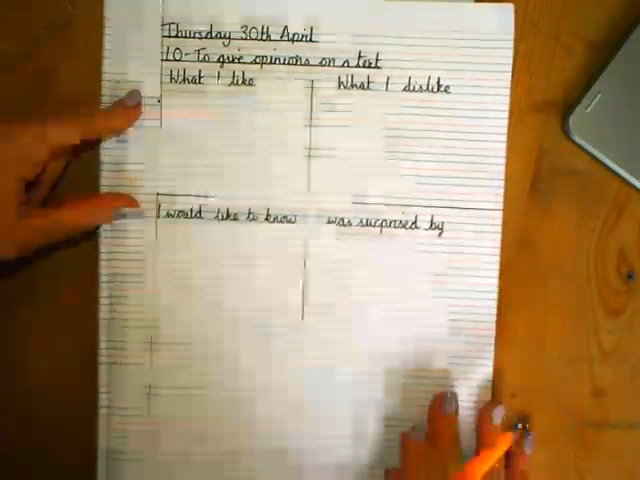 Thursday 30th April
LO-To give opinions on a text
What I like
What I dislike
I would like to know
was surprised by